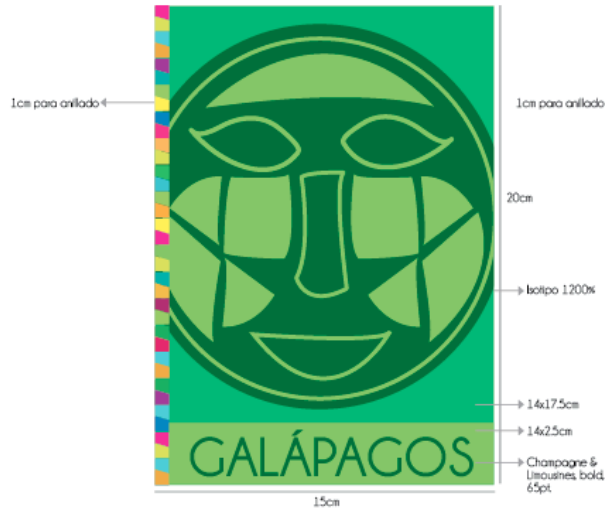 1cm para anillado
1cm para anillado
20cm
Isotipo 1200%
14x17.5cm
14x2.5cm
GALÁPAGOS
Champagne &
Limousines, bold,
65pt.
15cm